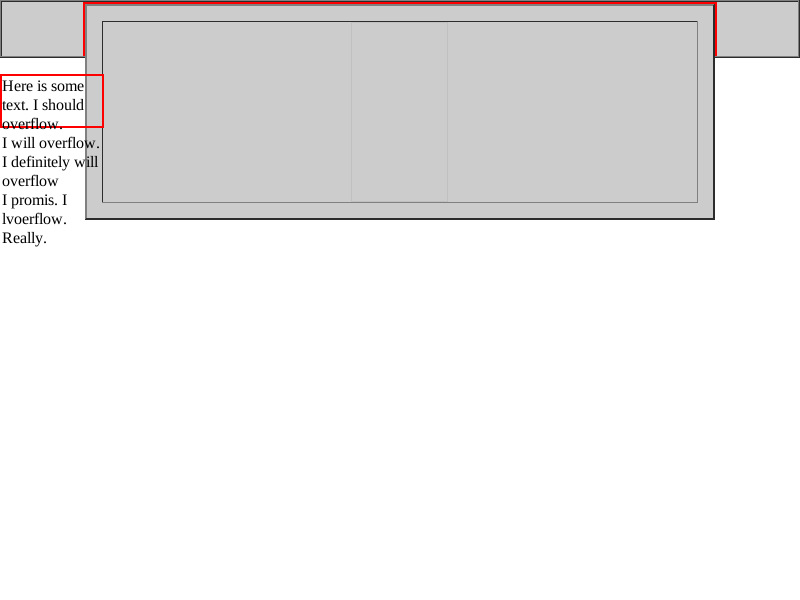 Here is some
text. I should
overflow.
I will overflow.
I definitely will
overflow
I promis. I
lvoerflow.
Really.